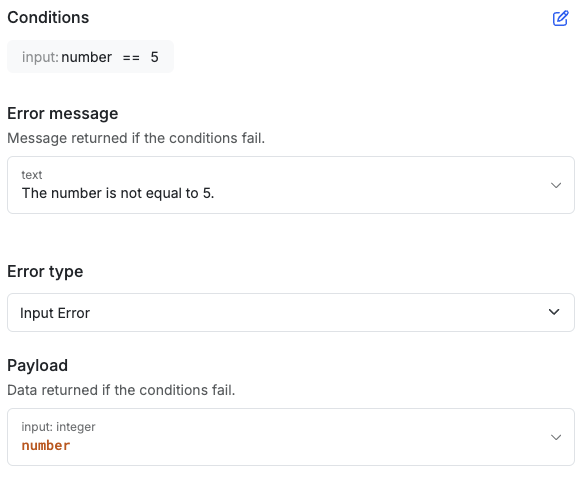 Conditions
input: number == 5
Error message
Message returned if the conditions fail.
text
The number is not equal to 5.
Error type
Input Error
Payload
Data returned if the conditions fail.
input: integer
number